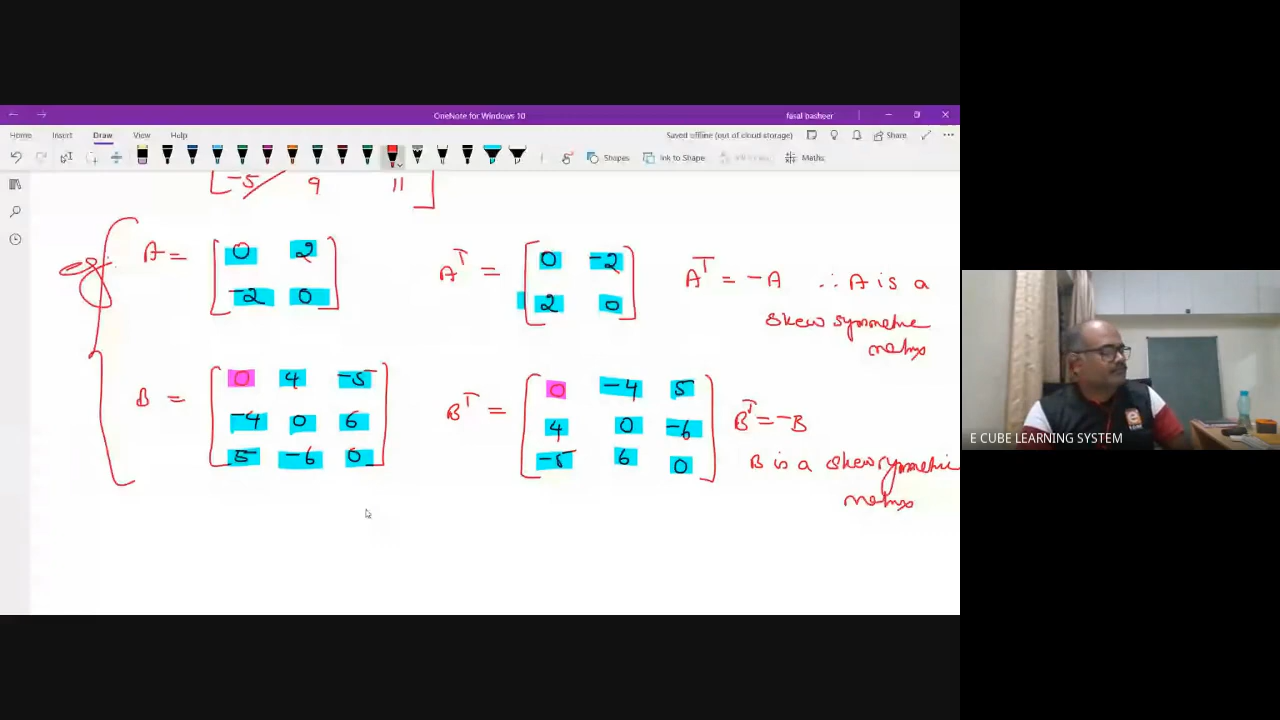 OneNote for Windows 10
faisal basheer
Home Insert Draw View Help
Saved offline (out of cloud storage)
Share
Shapes
Ink to Shape
Maths
-5 9 11
eg:
A = [ 0 2
-2 0 ]
A^T = [ 0 -2
2 0 ]
A^T = -A ∴ A is a
skew symmetric
matrix
B = [ 0 4 -5
-4 0 6
5 -6 0 ]
B^T = [ 0 -4 5
4 0 -6
-5 6 0 ]
B^T = -B
B is a skew symmetric
matrix
E CUBE LEARNING SYSTEM